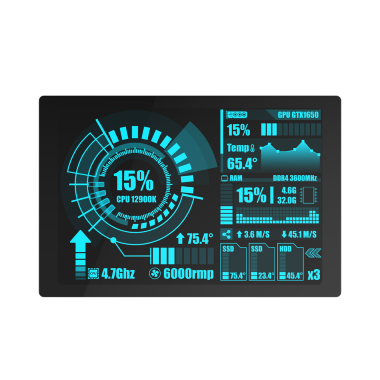 GPU GTX1650
15%
Temp
65.4°
RAM DDR4 3600MHz
15% 4.6G
32.0G
3.6 M/S 45.1 M/S
SSD SSD HDD
75.4° 23.4° 45.4° x3
15%
CPU 12900K
75.4°
4.7Ghz 6000rmp